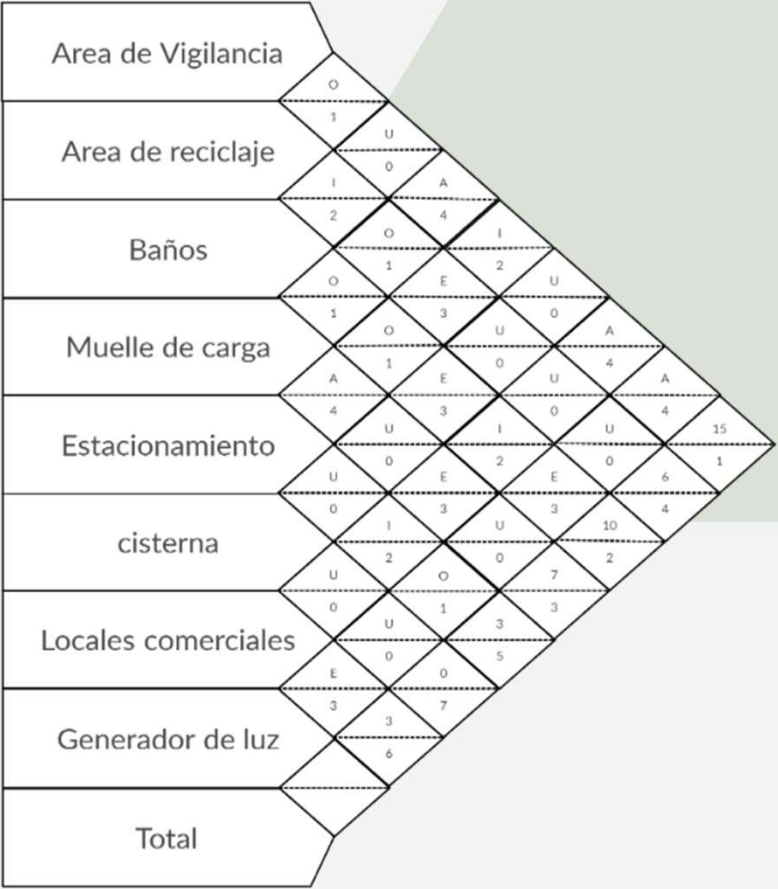 Area de Vigilancia
O
1
U
Area de reciclaje
0
I A
2 4
O I
Baños
1 2
O E U
1 3 0
O U A
Muelle de carga
1 0 4
A E U A
4 3 0 4
U I U 15
Estacionamiento
0 2 0 1
U E E 6
0 3 3 4
I U 10
cisterna
2 0 2
U O 7
0 1 3
U 3
Locales comerciales
0 5
E 0
3 7
3
Generador de luz
6
Total